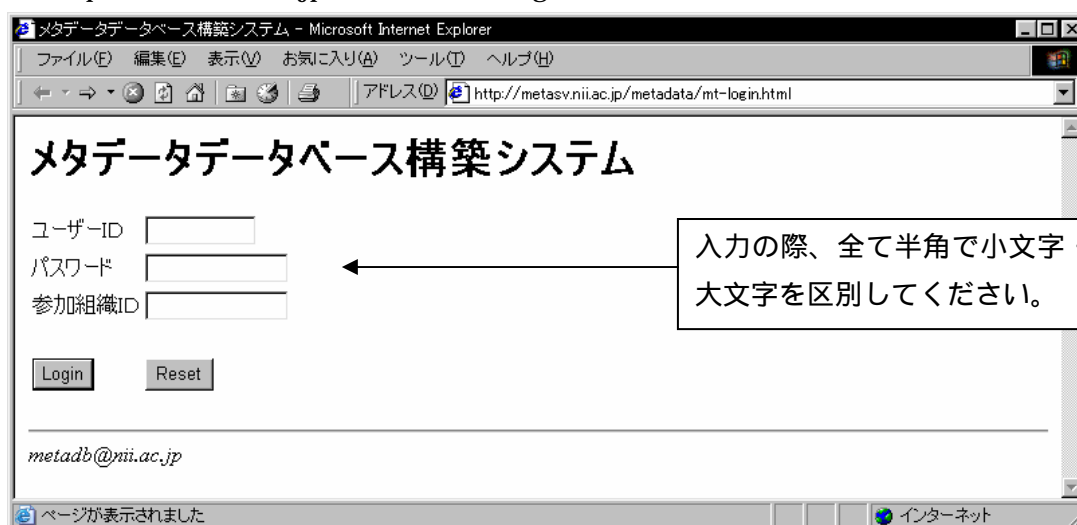 メタデータデータベース構築システム - Microsoft Internet Explorer
ファイル(F) 編集(E) 表示(V) お気に入り(A) ツール(T) ヘルプ(H)
アドレス(D) http://metasv.nii.ac.jp/metadata/mt-login.html
メタデータデータベース構築システム
ユーザーID
パスワード
参加組織ID
入力の際、全て半角で小文字
大文字を区別してください。
Login Reset
metadb@nii.ac.jp
ページが表示されました インターネット